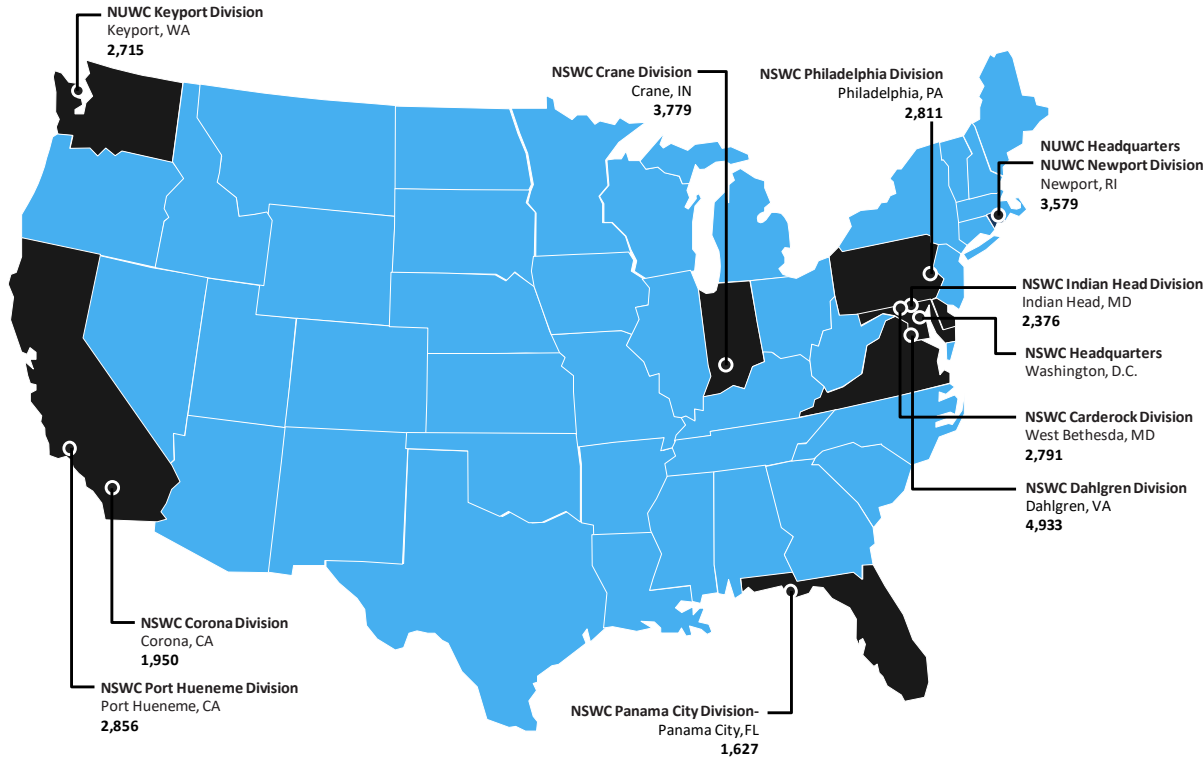 NUWC Keyport Division
Keyport, WA
2,715
NSWC Crane Division
Crane, IN
3,779
NSWC Philadelphia Division
Philadelphia, PA
2,811
NUWC Headquarters
NUWC Newport Division
Newport, RI
3,579
NSWC Indian Head Division
Indian Head, MD
2,376
NSWC Headquarters
Washington, D.C.
NSWC Carderock Division
West Bethesda, MD
2,791
NSWC Dahlgren Division
Dahlgren, VA
4,933
NSWC Corona Division
Corona, CA
1,950
NSWC Port Hueneme Division
Port Hueneme, CA
2,856
NSWC Panama City Division-
Panama City, FL
1,627